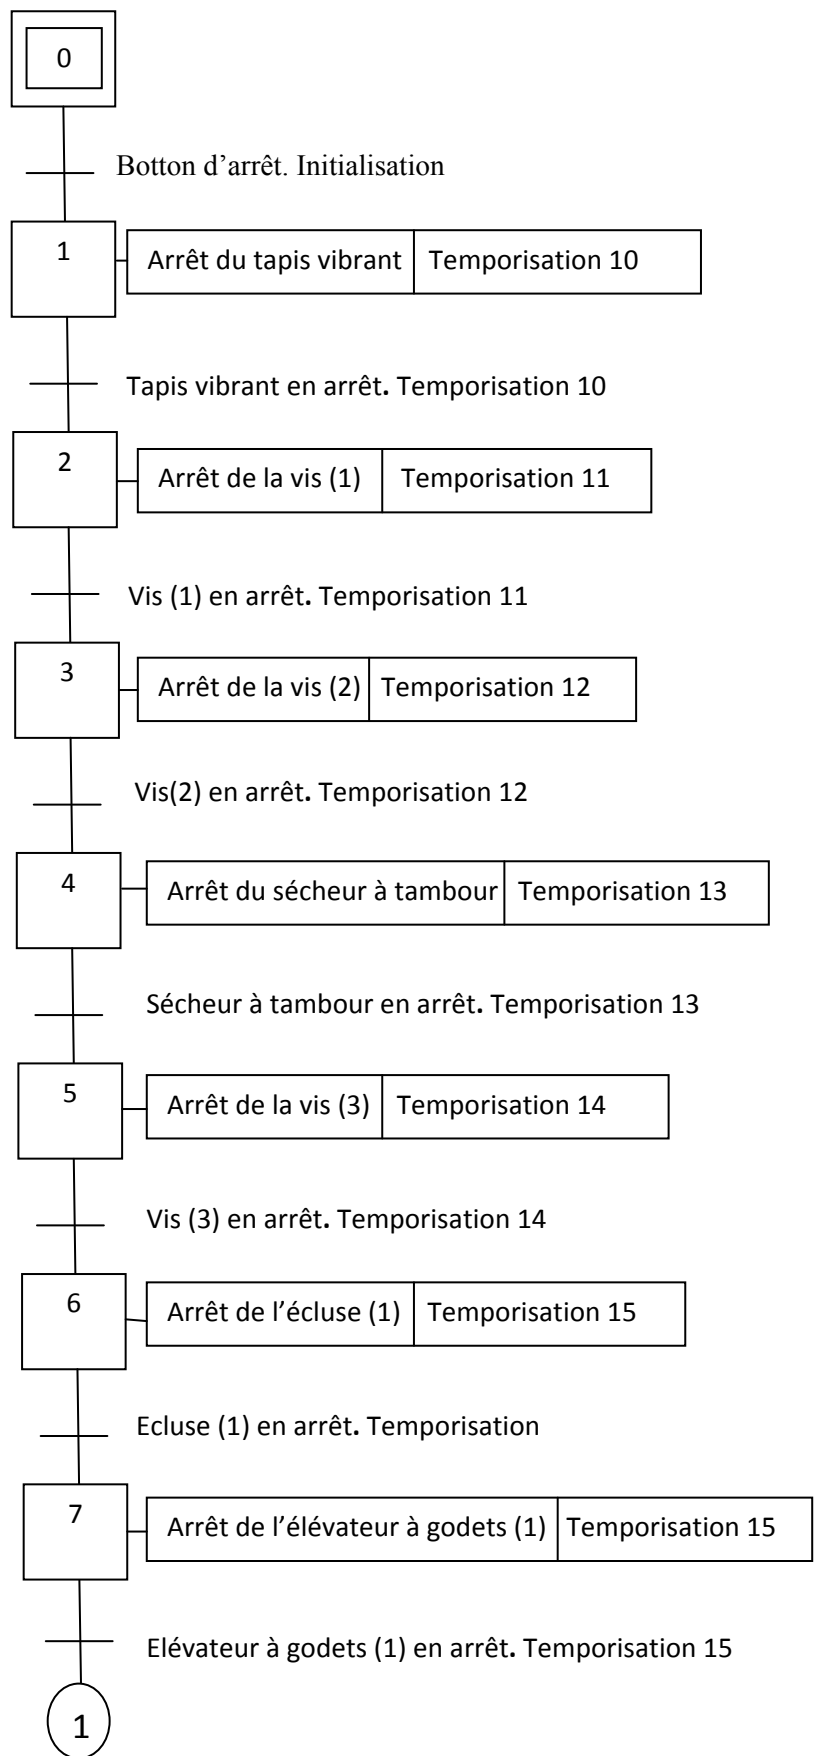 0
Botton d’arrêt. Initialisation
1
Arrêt du tapis vibrant Temporisation 10
Tapis vibrant en arrêt. Temporisation 10
2
Arrêt de la vis (1) Temporisation 11
Vis (1) en arrêt. Temporisation 11
3
Arrêt de la vis (2) Temporisation 12
Vis(2) en arrêt. Temporisation 12
4
Arrêt du sécheur à tambour Temporisation 13
Sécheur à tambour en arrêt. Temporisation 13
5
Arrêt de la vis (3) Temporisation 14
Vis (3) en arrêt. Temporisation 14
6
Arrêt de l’écluse (1) Temporisation 15
Ecluse (1) en arrêt. Temporisation
7
Arrêt de l’élévateur à godets (1) Temporisation 15
Elévateur à godets (1) en arrêt. Temporisation 15
1